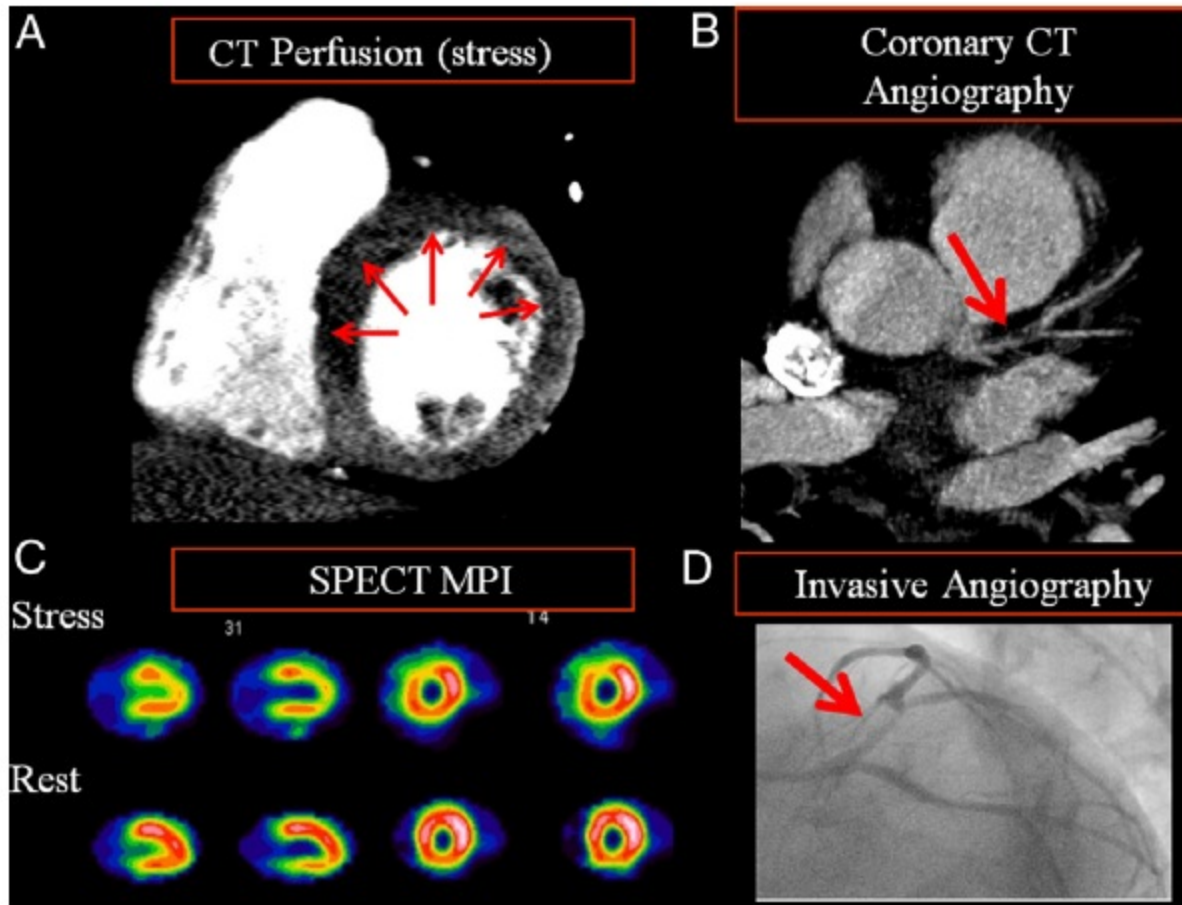 A
CT Perfusion (stress)
B
Coronary CT
Angiography
C
SPECT MPI
Stress
31
14
Rest
D
Invasive Angiography